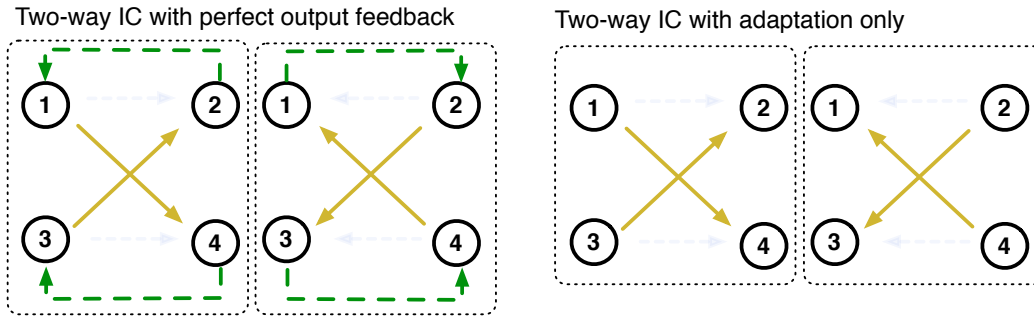 Two-way IC with perfect output feedback
Two-way IC with adaptation only
1 2 1 2
3 4 3 4
1 2 1 2
3 4 3 4